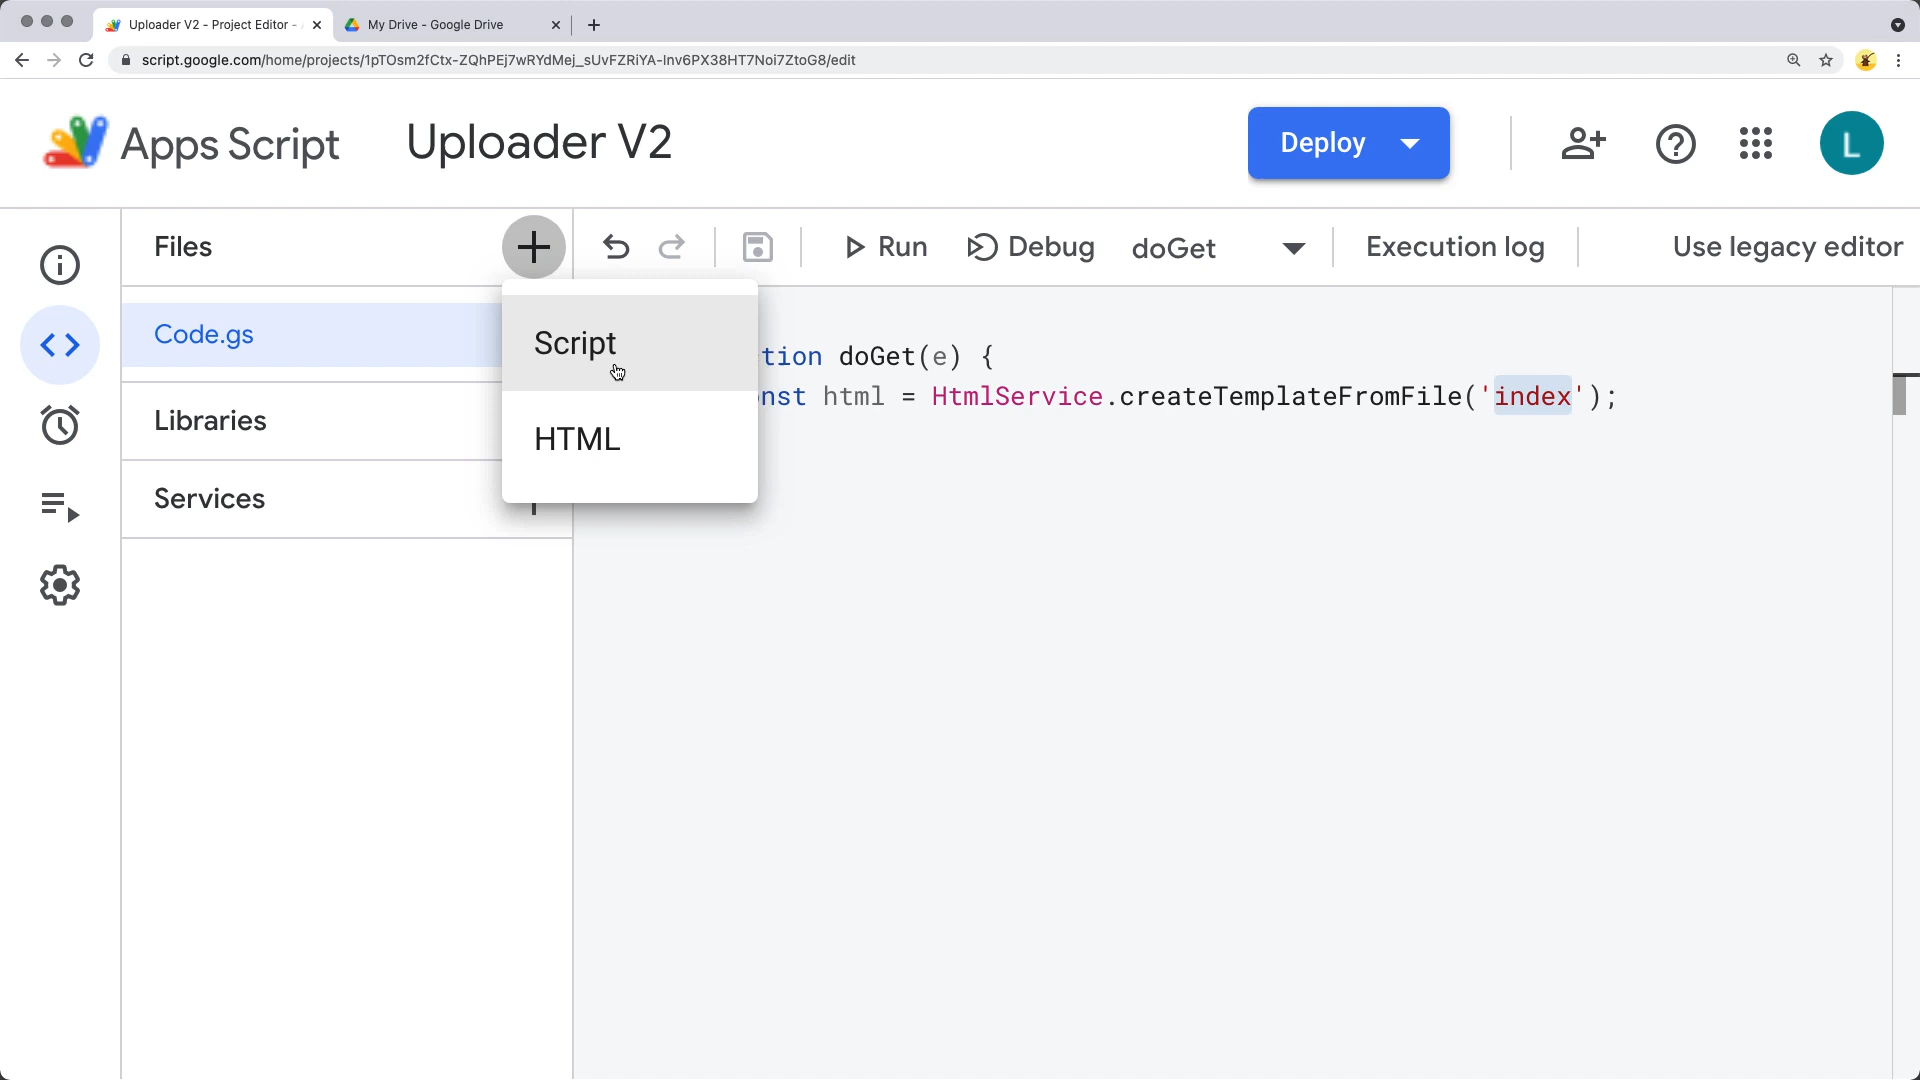 Uploader V2 - Project Editor -
My Drive - Google Drive
script.google.com/home/projects/1pTOsm2fCtx-ZQhPEj7wRYdMej_sUvFZRiYA-lnv6PX38HT7Noi7ZtoG8/edit
Apps Script
Uploader V2
Deploy
L
Files
Run
Debug
doGet
Execution log
Use legacy editor
Code.gs
Script
HTML
Libraries
Services
tion doGet(e) {
nst html = HtmlService.createTemplateFromFile('index');